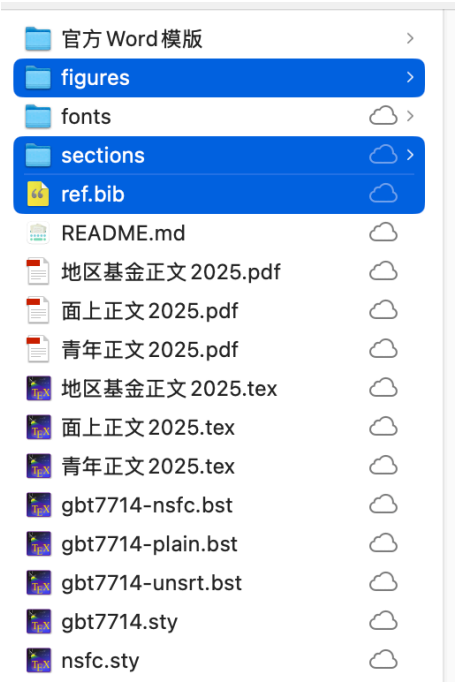 官方Word模版
figures
fonts
sections
ref.bib
README.md
地区基金正文2025.pdf
面上正文2025.pdf
青年正文2025.pdf
地区基金正文2025.tex
面上正文2025.tex
青年正文2025.tex
gbt7714-nsfc.bst
gbt7714-plain.bst
gbt7714-unsrt.bst
gbt7714.sty
nsfc.sty